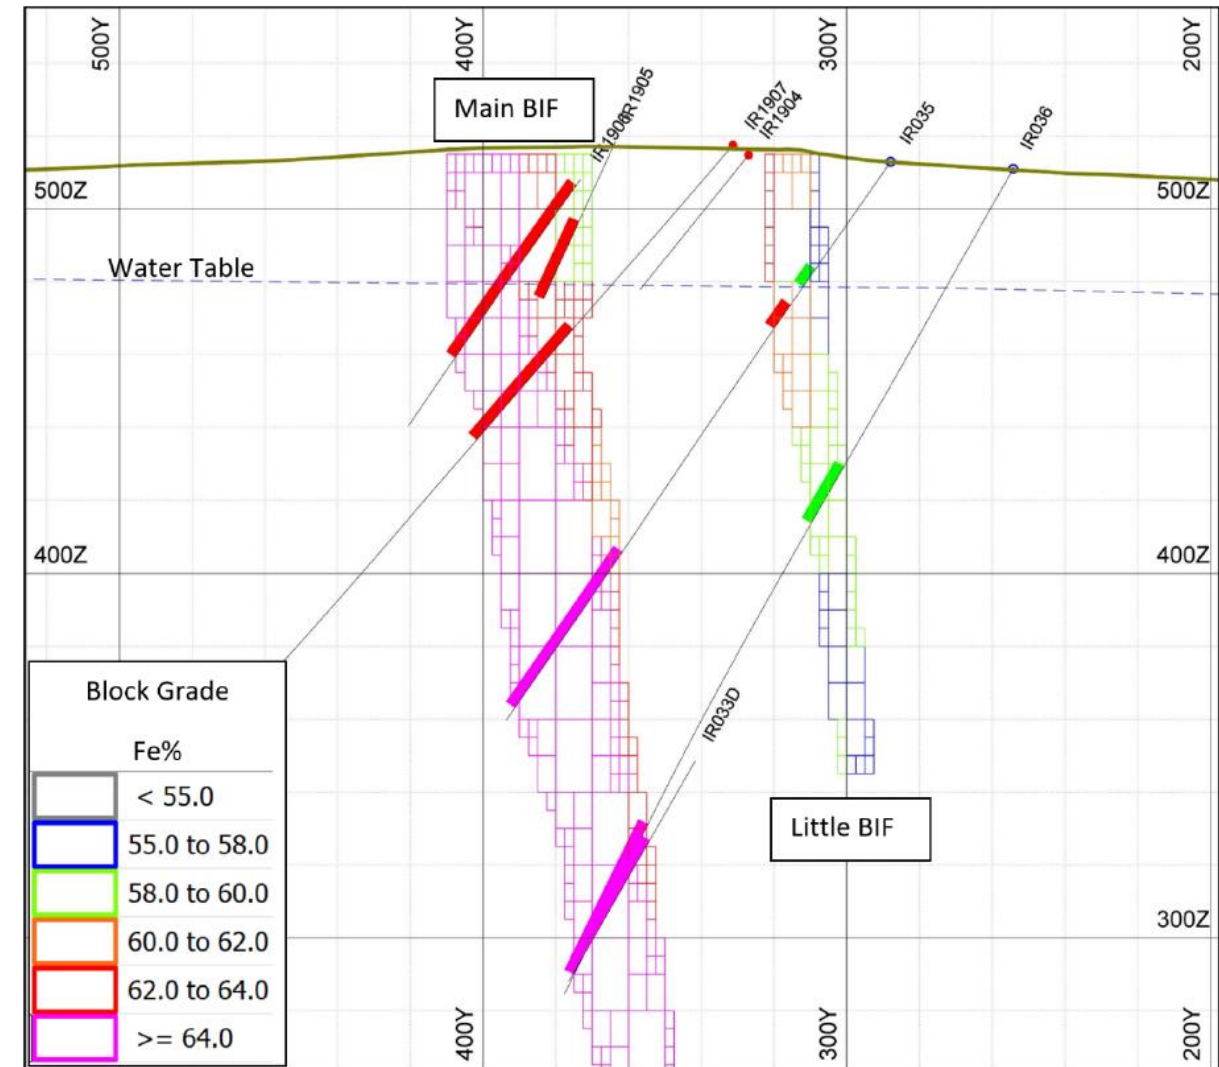 500Y
400Y
300Y
200Y
Main BIF
IR1905
IR1907
IR1904
IR035
IR036
500Z
500Z
Water Table
400Z
400Z
IR033D
Block Grade
Fe%
< 55.0
55.0 to 58.0
58.0 to 60.0
60.0 to 62.0
62.0 to 64.0
>= 64.0
Little BIF
300Z
400Y
300Y
200Y